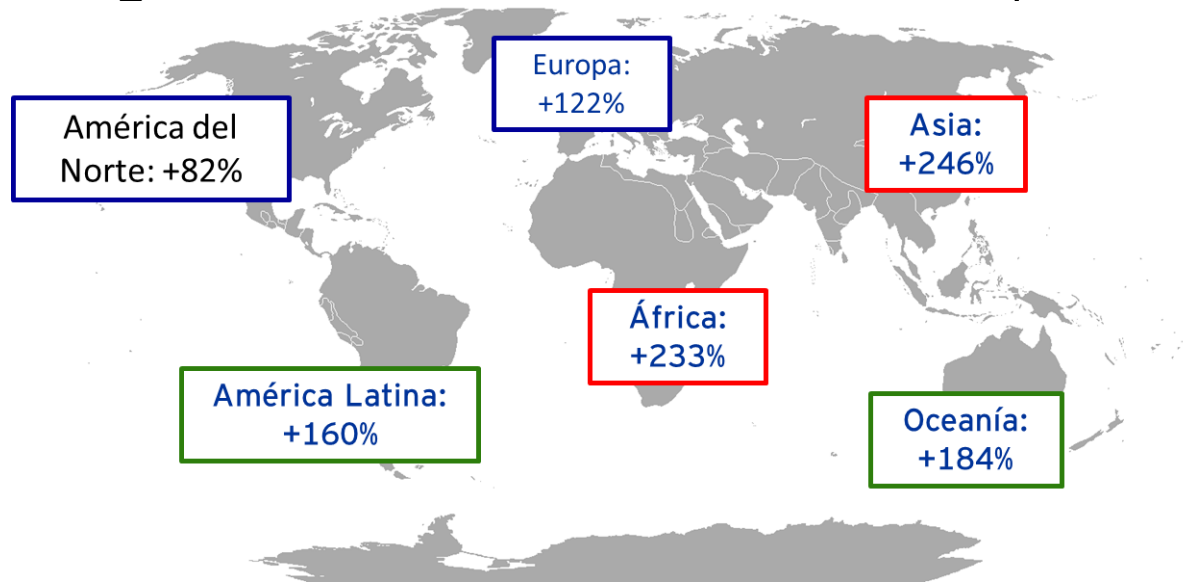 Europa:
+122%
América del
Norte: +82%
Asia:
+246%
África:
+233%
América Latina:
+160%
Oceanía:
+184%